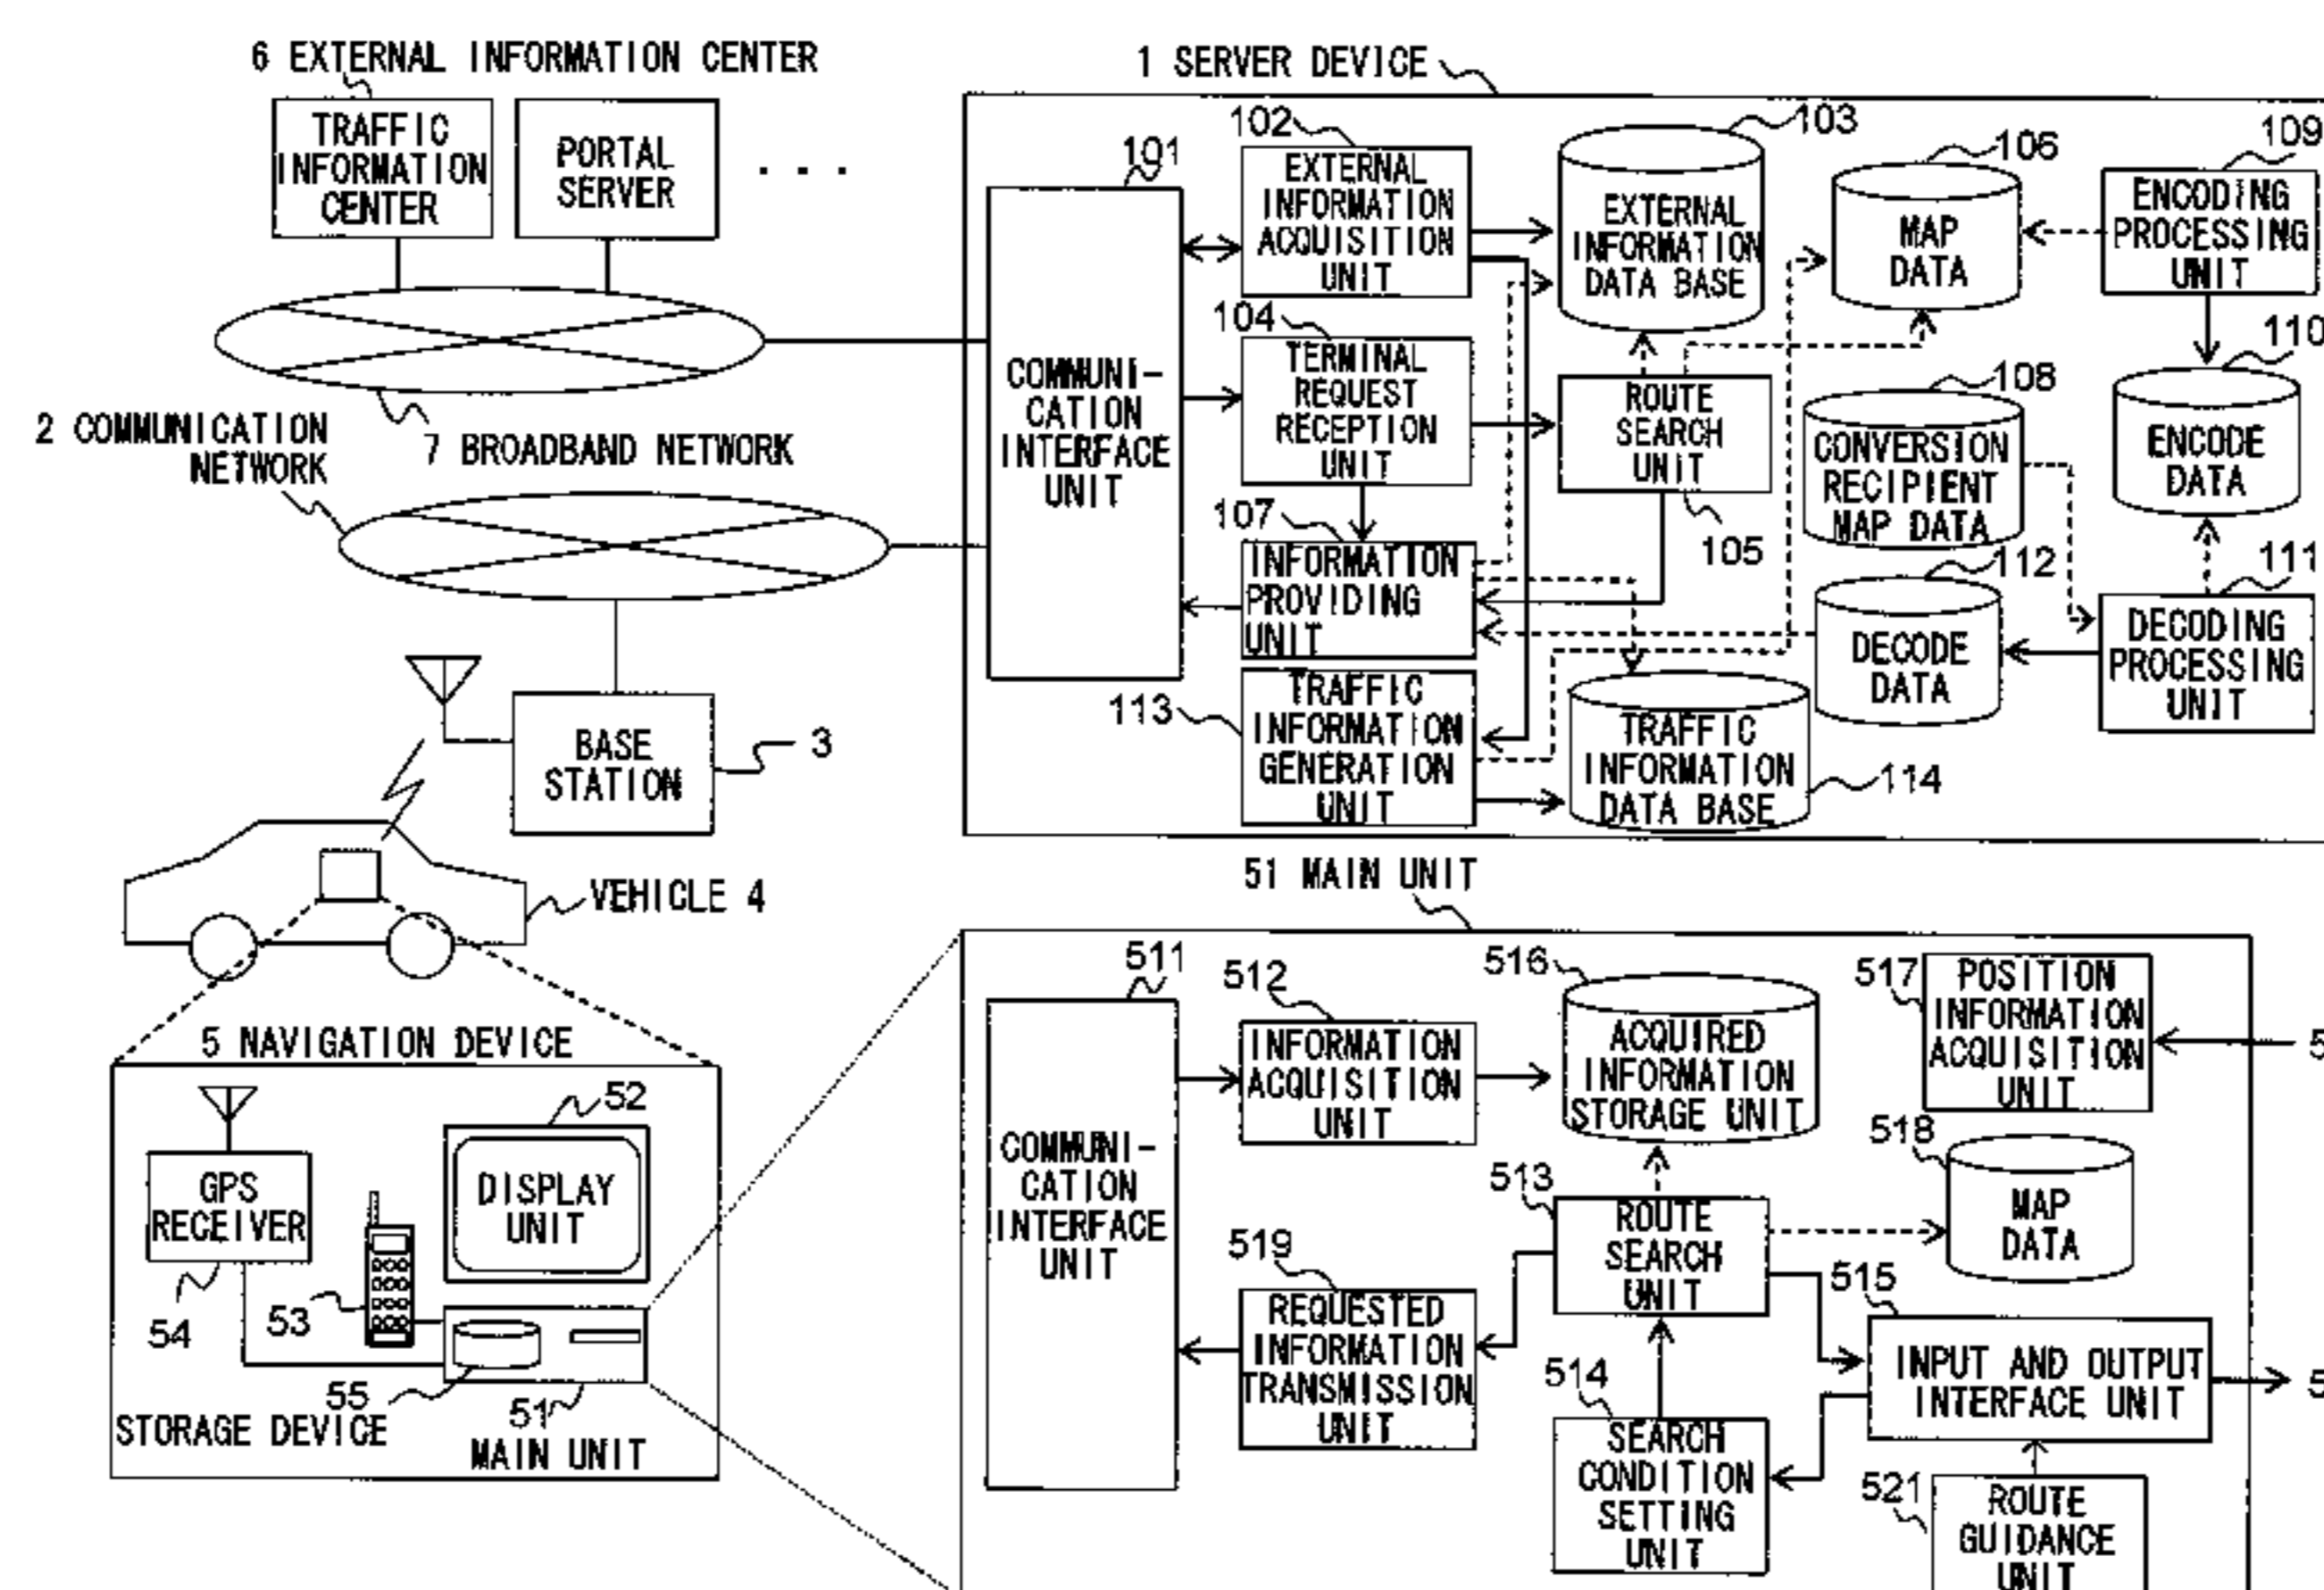 6 EXTERNAL INFORMATION CENTER
TRAFFIC
INFORMATION
CENTER
PORTAL
SERVER
. . .
2 COMMUNICATION
NETWORK
7 BROADBAND NETWORK
BASE
STATION
3
VEHICLE 4
1 SERVER DEVICE
101
COMMUNI-
CATION
INTERFACE
UNIT
102
EXTERNAL
INFORMATION
ACQUISITION
UNIT
103
EXTERNAL
INFORMATION
DATA BASE
106
MAP
DATA
109
ENCODING
PROCESSING
UNIT
104
TERMINAL
REQUEST
RECEPTION
UNIT
ROUTE
SEARCH
UNIT
105
108
CONVERSION
RECIPIENT
MAP DATA
110
ENCODE
DATA
107
INFORMATION
PROVIDING
UNIT
112
DECODE
DATA
111
DECODING
PROCESSING
UNIT
113
TRAFFIC
INFORMATION
GENERATION
UNIT
TRAFFIC
INFORMATION
DATA BASE
114
5 NAVIGATION DEVICE
GPS
RECEIVER
54
53
52
DISPLAY
UNIT
55
STORAGE DEVICE
51
MAIN UNIT
51 MAIN UNIT
511
COMMUNI-
CATION
INTERFACE
UNIT
512
INFORMATION
ACQUISITION
UNIT
516
ACQUIRED
INFORMATION
STORAGE UNIT
517
POSITION
INFORMATION
ACQUISITION
UNIT
518
MAP
DATA
513
ROUTE
SEARCH
UNIT
519
REQUESTED
INFORMATION
TRANSMISSION
UNIT
515
INPUT AND OUTPUT
INTERFACE UNIT
514
SEARCH
CONDITION
SETTING
UNIT
521
ROUTE
GUIDANCE
UNIT